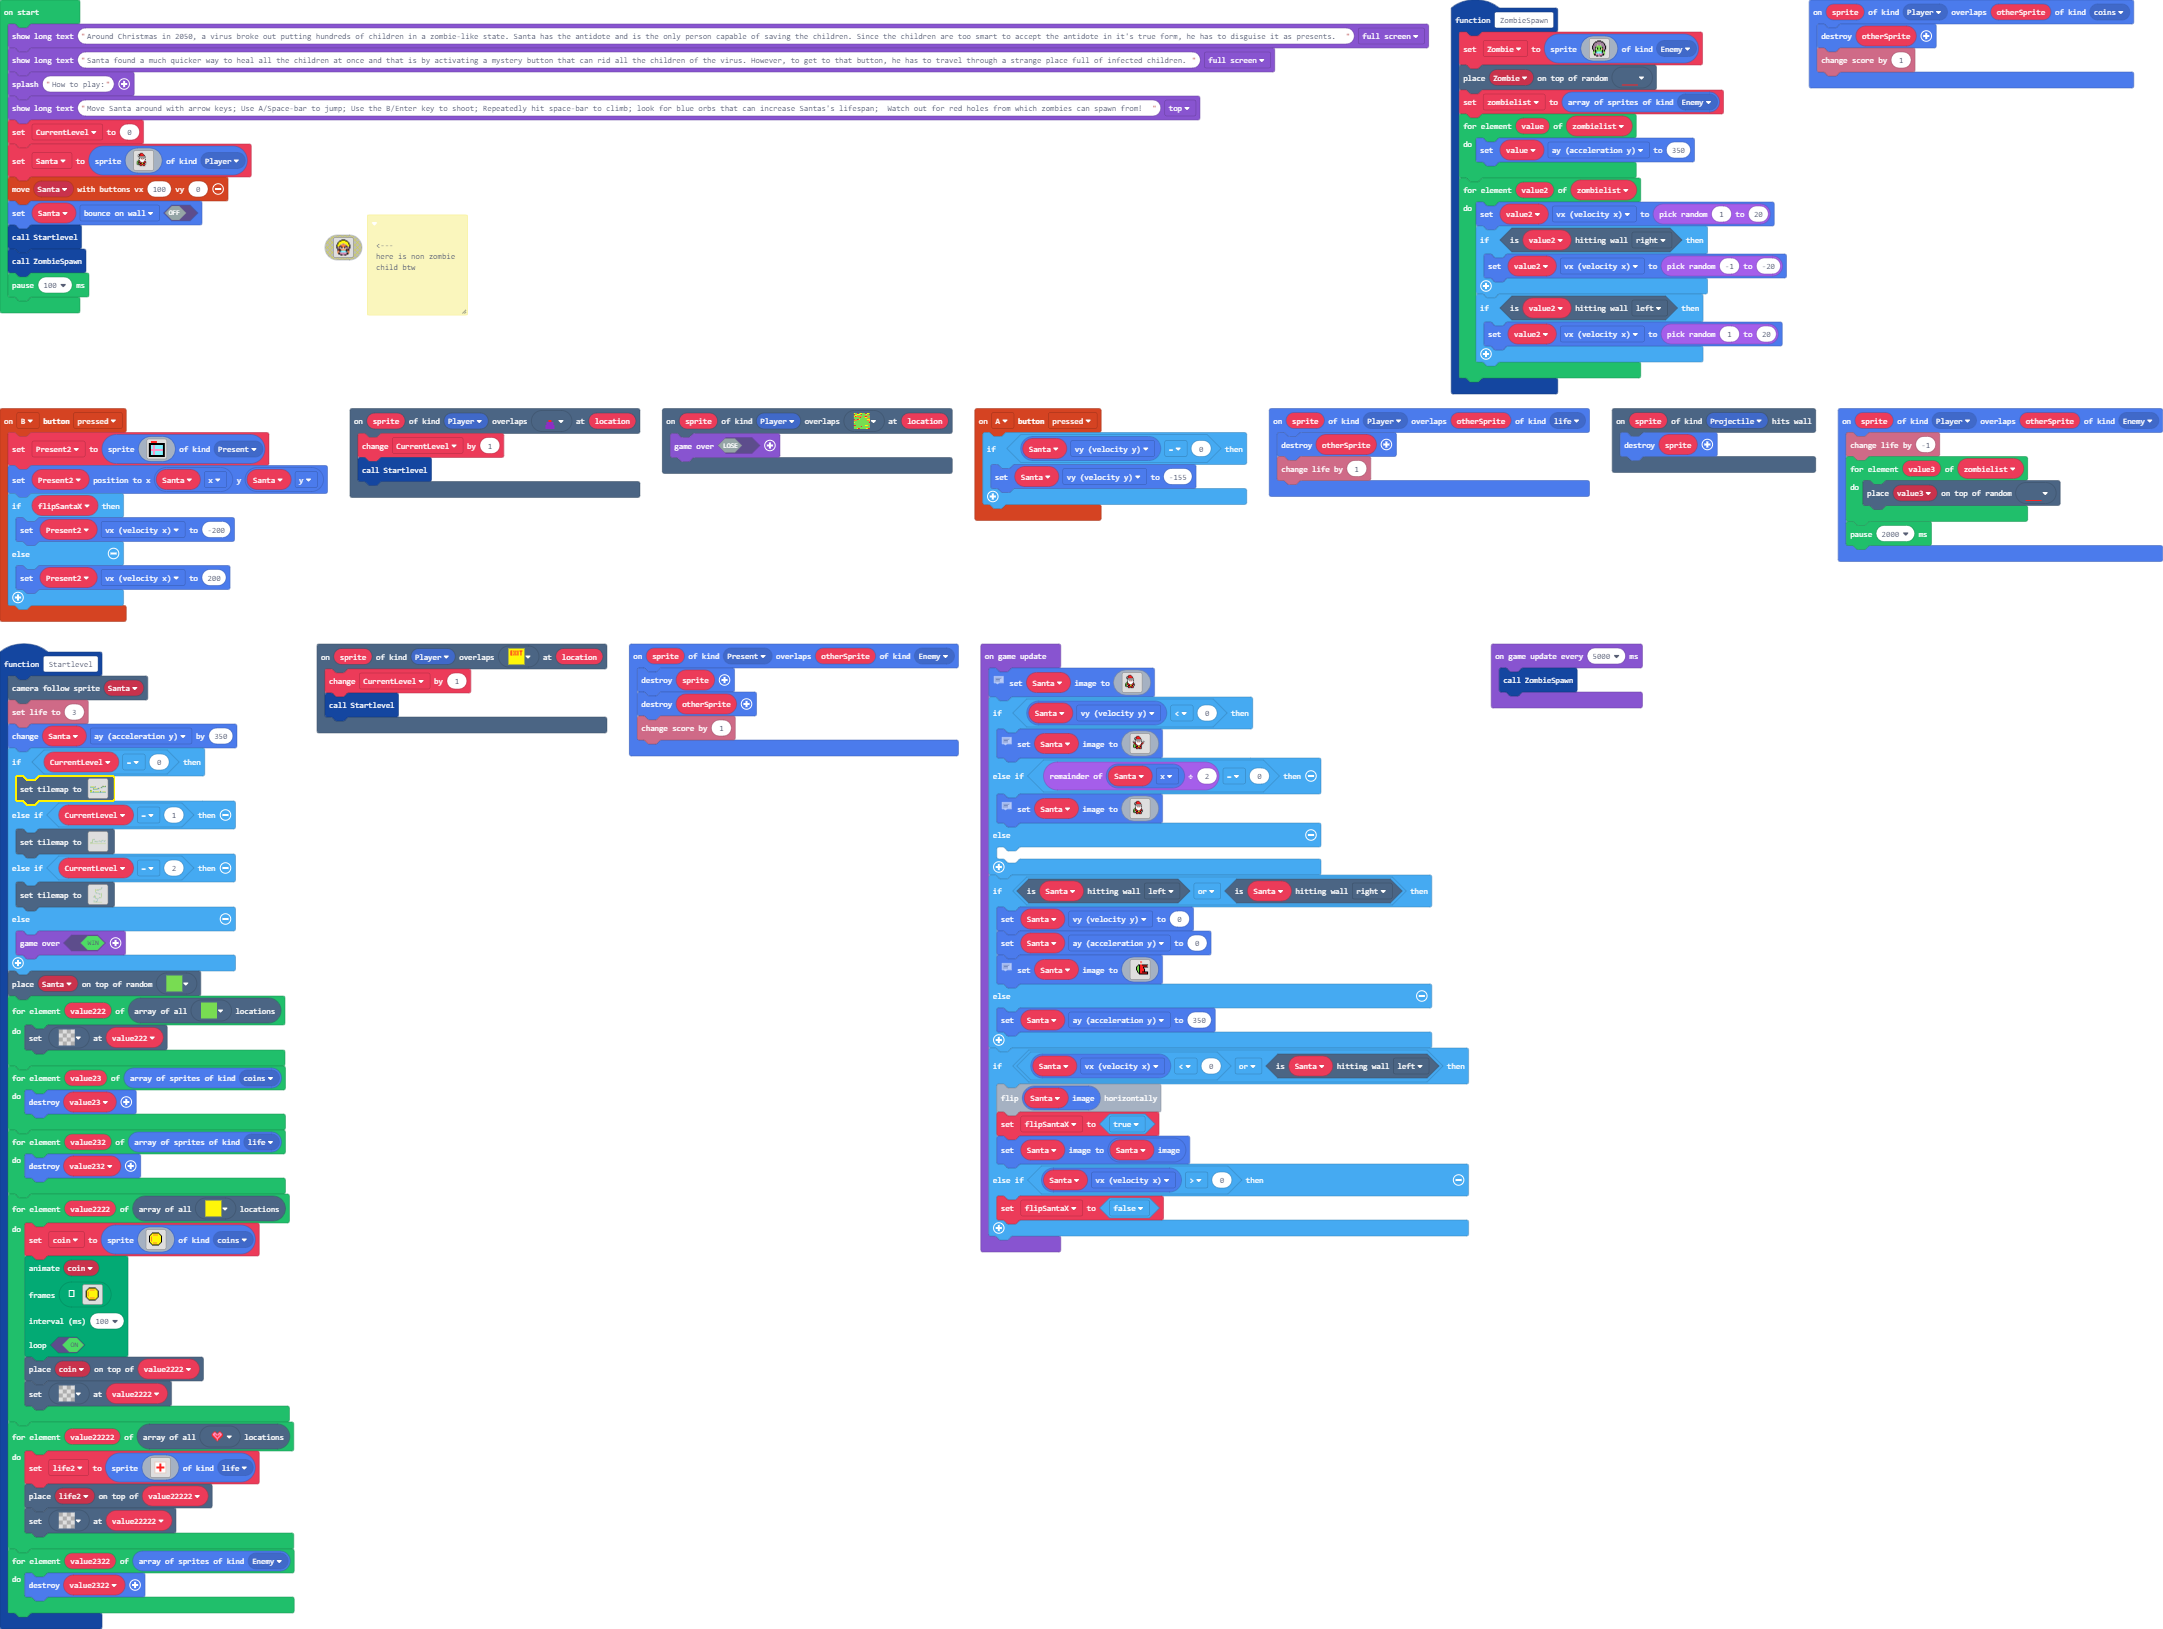 on start
show long text "Around Christmas in 2050, a virus broke out putting hundreds of children in a zombie-like state. Santa has the antidote and is the only person capable of saving the children. Since the children are too smart to accept the antidote in it's true form, he has to disguise it as presents. " full screen
show long text "Santa found a much quicker way to heal all the children at once and that is by activating a mystery button that can rid all the children of the virus. However, to get to that button, he has to travel through a strange place full of infected children. " full screen
splash "How to play:"
show long text "Move Santa around with arrow keys; Use A/Space-bar to jump; Use the B/Enter key to shoot; Repeatedly hit space-bar to climb; look for blue orbs that can increase Santas's lifespan;  Watch out for red holes from which zombies can spawn from!  " top
set CurrentLevel to 0
set Santa to sprite of kind Player
move Santa with buttons vx 100 vy 0
set Santa bounce on wall OFF
call Startlevel
call ZombieSpawn
pause 100 ms
<---
here is non zombie
child btw
function ZombieSpawn
set Zombie to sprite of kind Enemy
place Zombie on top of random
set zombielist to array of sprites of kind Enemy
for element value of zombielist
do set value ay (acceleration y) to 350
for element value2 of zombielist
do set value2 vx (velocity x) to pick random 1 to 20
if is value2 hitting wall right then
set value2 vx (velocity x) to pick random -1 to -20
if is value2 hitting wall left then
set value2 vx (velocity x) to pick random 1 to 20
on sprite of kind Player overlaps otherSprite of kind coins
destroy otherSprite
change score by 1
on B button pressed
set Present2 to sprite of kind Present
set Present2 position to x Santa x y Santa y
if flipSantaX then
set Present2 vx (velocity x) to -200
else
set Present2 vx (velocity x) to 200
on sprite of kind Player overlaps at location
change CurrentLevel by 1
call Startlevel
on sprite of kind Player overlaps at location
game over LOSE
on A button pressed
if Santa vy (velocity y) = 0 then
set Santa vy (velocity y) to -155
on sprite of kind Player overlaps otherSprite of kind life
destroy otherSprite
change life by 1
on sprite of kind Projectile hits wall
destroy sprite
on sprite of kind Player overlaps otherSprite of kind Enemy
change life by -1
for element value3 of zombielist
do place value3 on top of random
pause 2000 ms
function Startlevel
camera follow sprite Santa
set life to 3
change Santa ay (acceleration y) by 350
if CurrentLevel = 0 then
set tilemap to
else if CurrentLevel = 1 then
set tilemap to
else if CurrentLevel = 2 then
set tilemap to
else
game over WIN
place Santa on top of random
for element value222 of array of all locations
do set at value222
for element value23 of array of sprites of kind coins
do destroy value23
for element value232 of array of sprites of kind life
do destroy value232
for element value2222 of array of all locations
do set coin to sprite of kind coins
animate coin
frames
interval (ms) 100
loop ON
place coin on top of value2222
set at value2222
for element value22222 of array of all locations
do set life2 to sprite of kind life
place life2 on top of value22222
set at value22222
for element value2322 of array of sprites of kind Enemy
do destroy value2322
on sprite of kind Player overlaps EXIT at location
change CurrentLevel by 1
call Startlevel
on sprite of kind Present overlaps otherSprite of kind Enemy
destroy sprite
destroy otherSprite
change score by 1
on game update
set Santa image to
if Santa vy (velocity y) < 0 then
set Santa image to
else if remainder of Santa x ÷ 2 = 0 then
set Santa image to
else
if is Santa hitting wall left or is Santa hitting wall right then
set Santa vy (velocity y) to 0
set Santa ay (acceleration y) to 0
set Santa image to
else
set Santa ay (acceleration y) to 350
if Santa vx (velocity x) < 0 or is Santa hitting wall left then
flip Santa image horizontally
set flipSantaX to true
set Santa image to Santa image
else if Santa vx (velocity x) > 0 then
set flipSantaX to false
on game update every 5000 ms
call ZombieSpawn